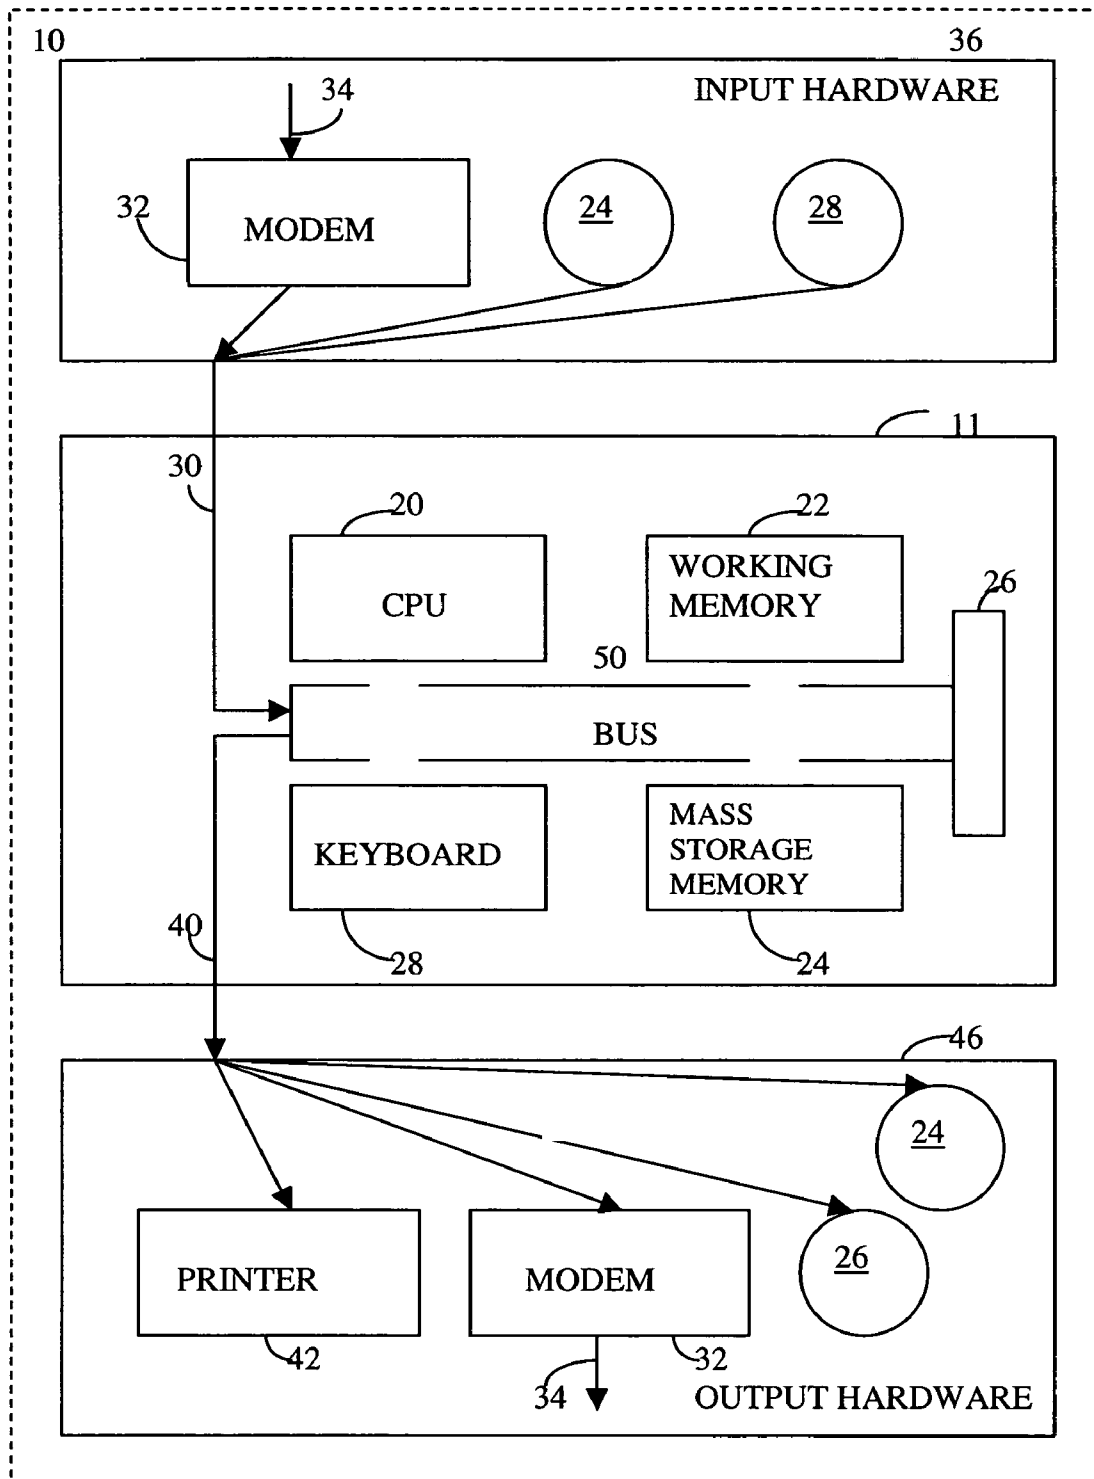 10
36
34
INPUT HARDWARE
32
MODEM
24
28
11
30
20
22
CPU
WORKING
MEMORY
26
50
BUS
KEYBOARD
MASS
STORAGE
MEMORY
40
28
24
46
24
26
PRINTER
MODEM
42
32
34
OUTPUT HARDWARE